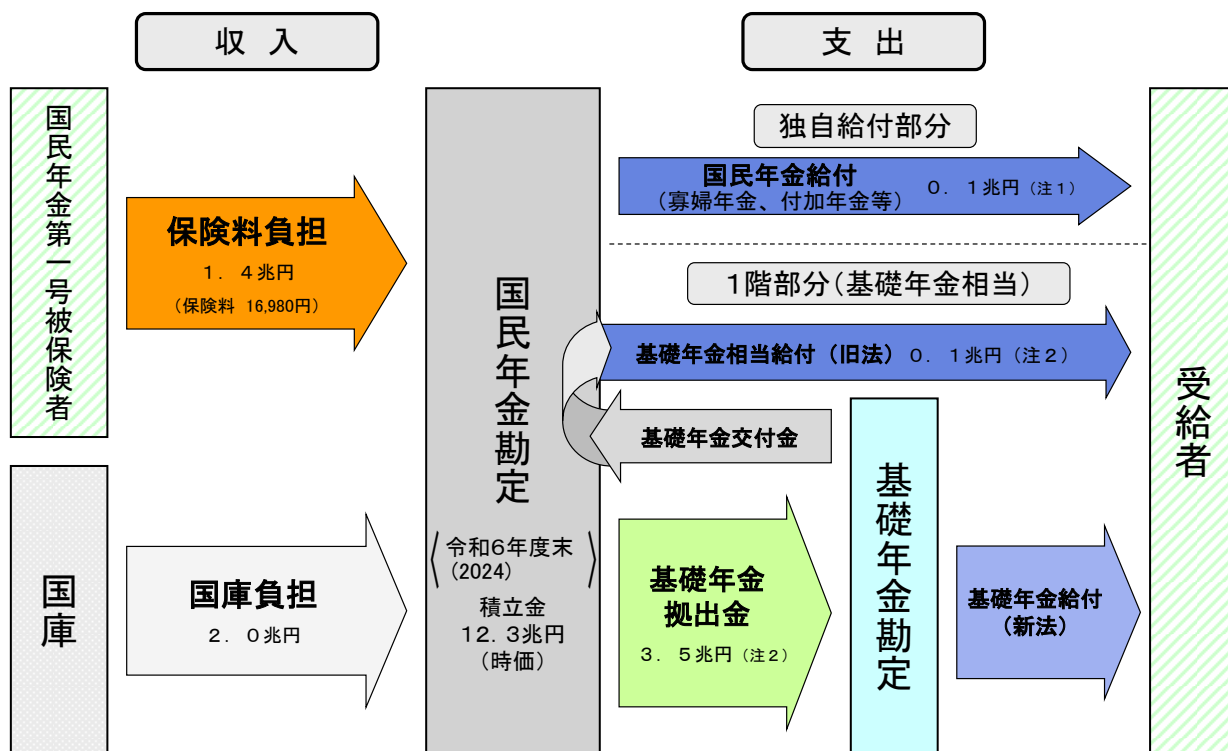 収 入
支 出
国民年金第一号被保険者
保険料負担
１．４兆円
（保険料 16,980円）
国庫
国庫負担
２．０兆円
国民年金勘定
令和６年度末
（2024）
積立金
１２．３兆円
（時価）
独自給付部分
国民年金給付
（寡婦年金、付加年金等）
０．１兆円（注１）
１階部分（基礎年金相当）
基礎年金相当給付（旧法）０．１兆円（注２）
基礎年金交付金
基礎年金
拠出金
３．５兆円（注２）
基礎年金勘定
基礎年金給付
（新法）
受給者